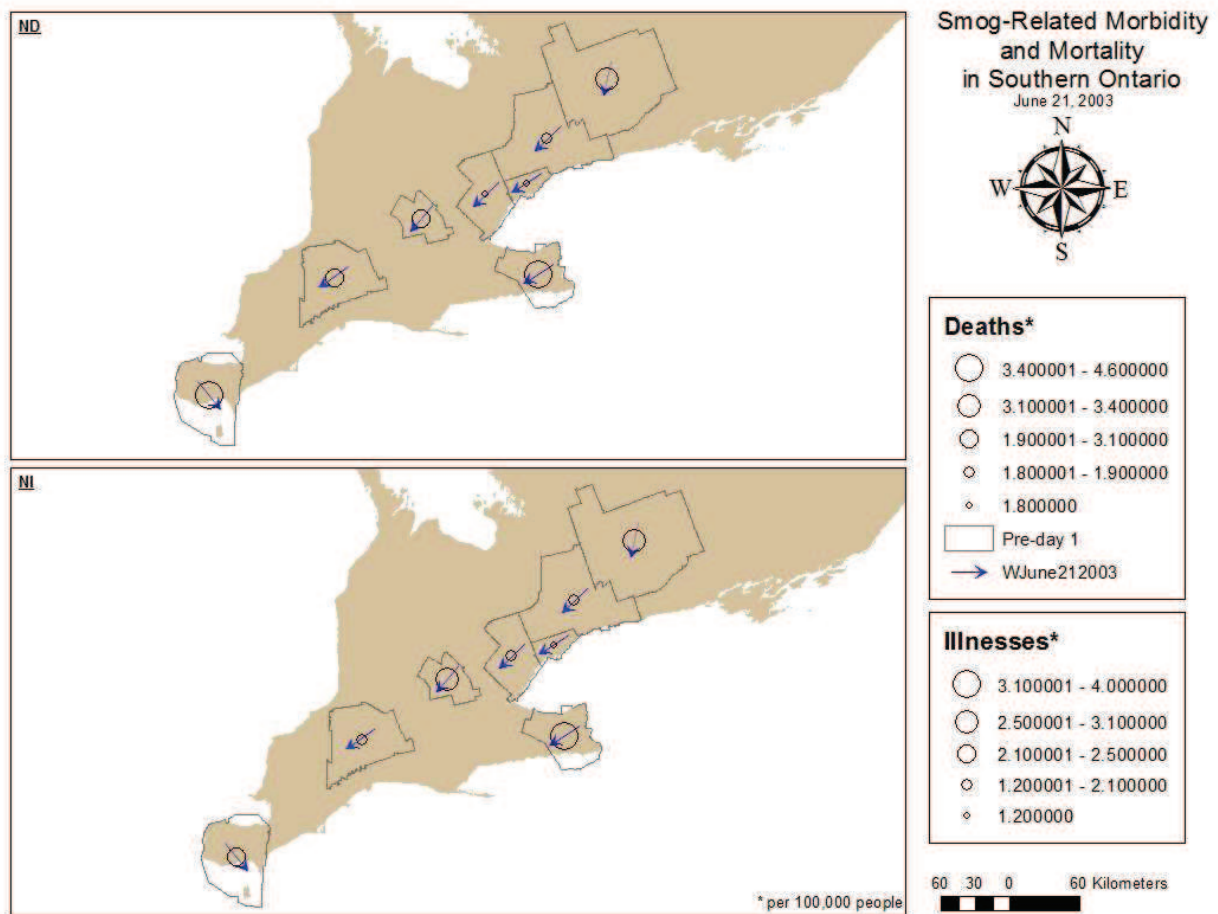 ND
Smog-Related Morbidity
and Mortality
in Southern Ontario
June 21, 2003
N
W E
S
Deaths*
3.400001 - 4.600000
3.100001 - 3.400000
1.900001 - 3.100000
1.800001 - 1.900000
1.800000
Pre-day 1
WJune212003
NI
* per 100,000 people
Illnesses*
3.100001 - 4.000000
2.500001 - 3.100000
2.100001 - 2.500000
1.200001 - 2.100000
1.200000
60 30 0 60 Kilometers